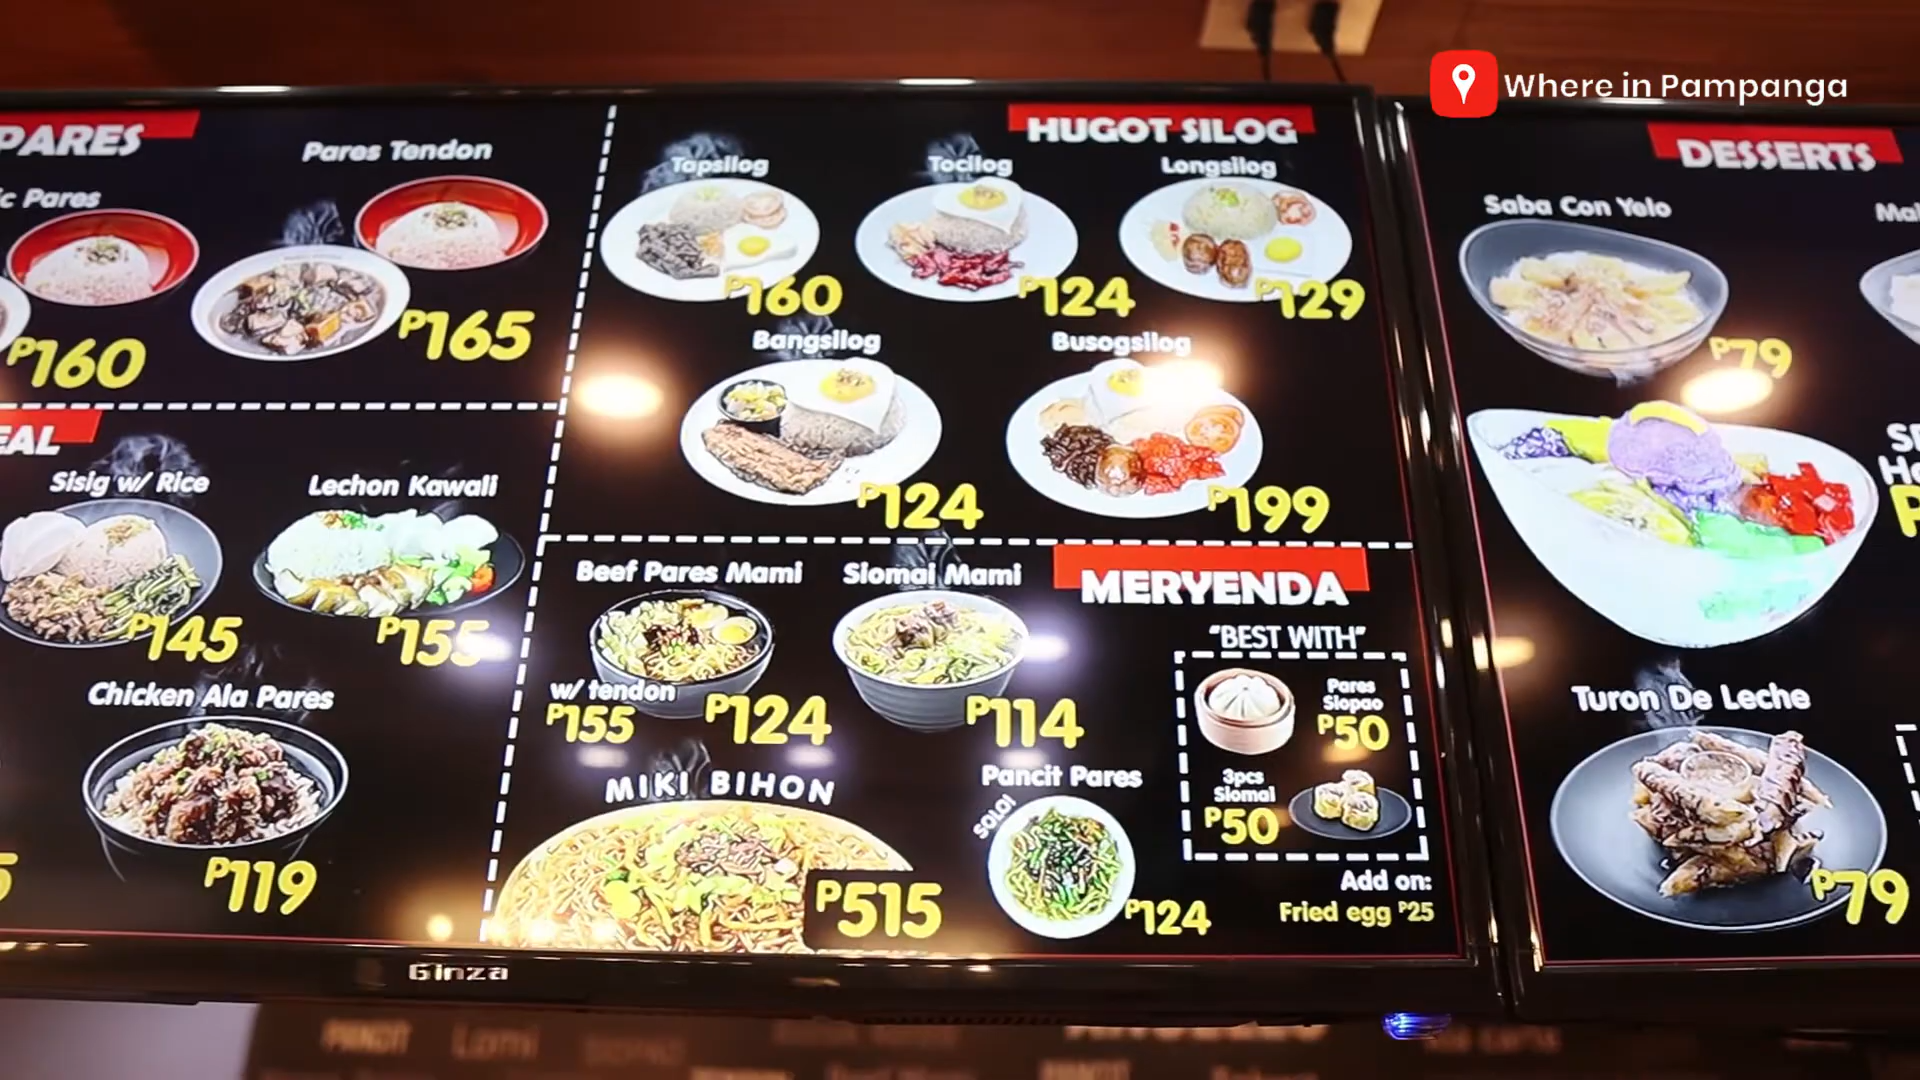 Where in Pampanga
PARES
Pares Tendon
Pares
₱160
₱165
Sisig w/ Rice
₱145
Lechon Kawali
₱155
Chicken Ala Pares
₱119
HUGOT SILOG
Tapsilog
₱160
Tocilog
₱124
Longsilog
₱129
Bangsilog
₱124
Busogsilog
₱199
MERYENDA
Beef Pares Mami
w/ tendon
₱155
₱124
Siomai Mami
₱114
"BEST WITH"
Pares
Siopao
₱50
3pcs
Siomai
₱50
MIKI BIHON
₱515
Pancit Pares
SOLO!
₱124
Add on:
Fried egg ₱25
DESSERTS
Saba Con Yelo
₱79
Turon De Leche
₱79
Ginza
PANCIT
Lomi